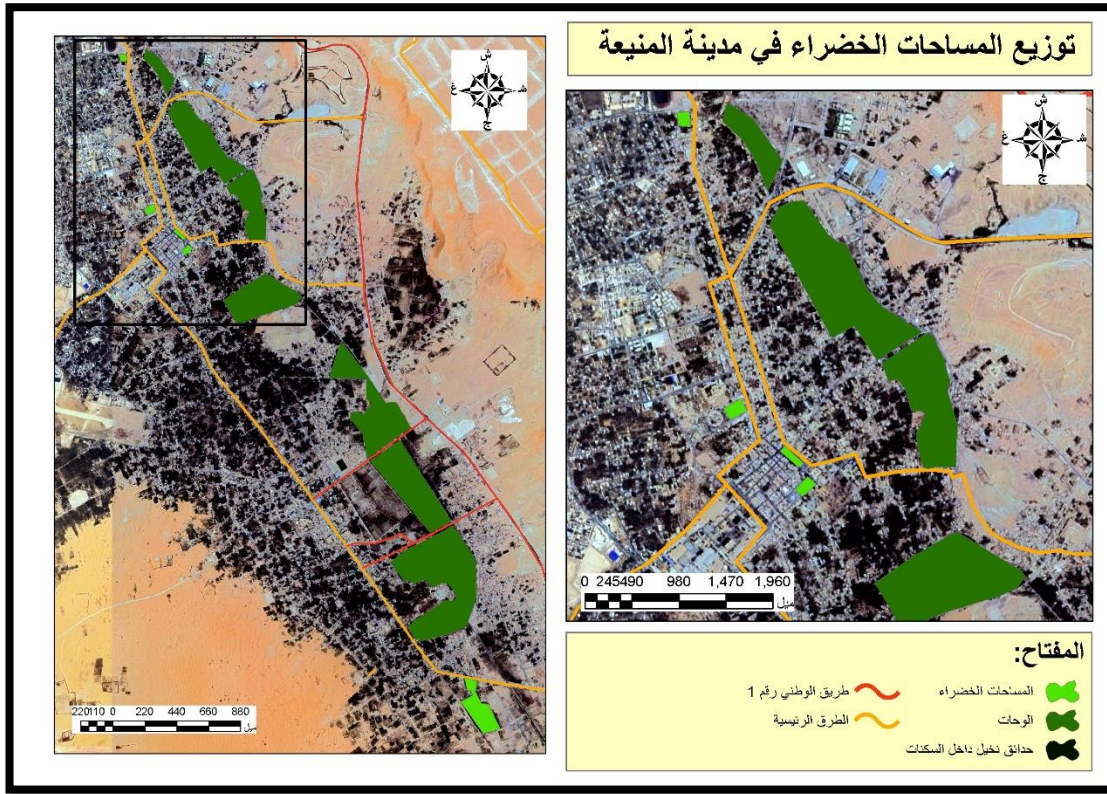 توزيع المساحات الخضراء في مدينة المنيعة
ش
غ
ش
ج
ش
غ
ش
ج
220110 0 220 440 660 880
ميل
0 245490 980 1,470 1,960
ميل
المفتاح:
المساحات الخضراء
طريق الوطني رقم 1
الوحات
الطرق الرئيسية
حدائق نخيل داخل السكنات